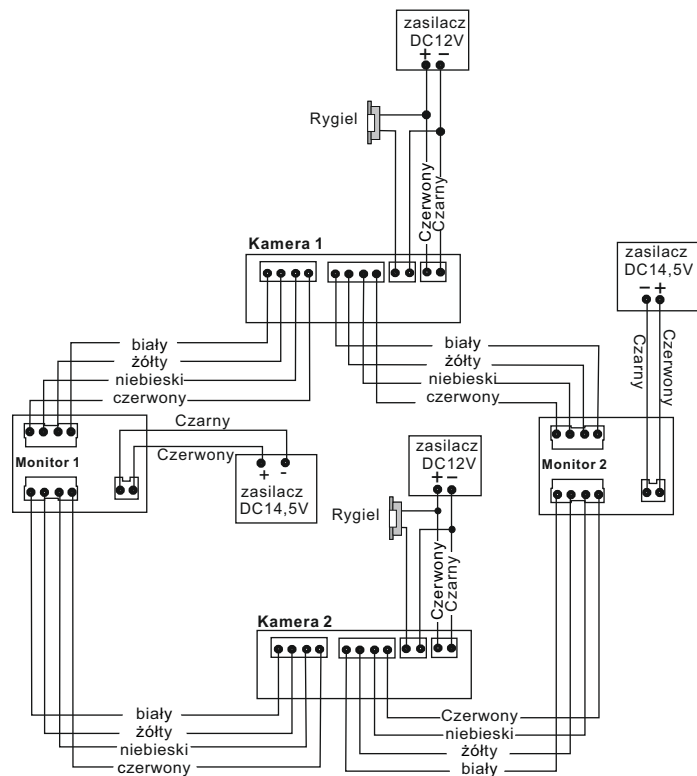 zasilacz
DC12V
+ −
Rygiel
Czerwony
Czarny
Kamera 1
zasilacz
DC14,5V
− +
Czarny
Czerwony
biały
żółty
niebieski
czerwony
biały
żółty
niebieski
czerwony
Monitor 1
Czarny
Czerwony
+ -
zasilacz
DC14,5V
zasilacz
DC12V
+ −
Monitor 2
Rygiel
Czerwony
Czarny
Kamera 2
biały
żółty
niebieski
czerwony
Czerwony
niebieski
żółty
biały